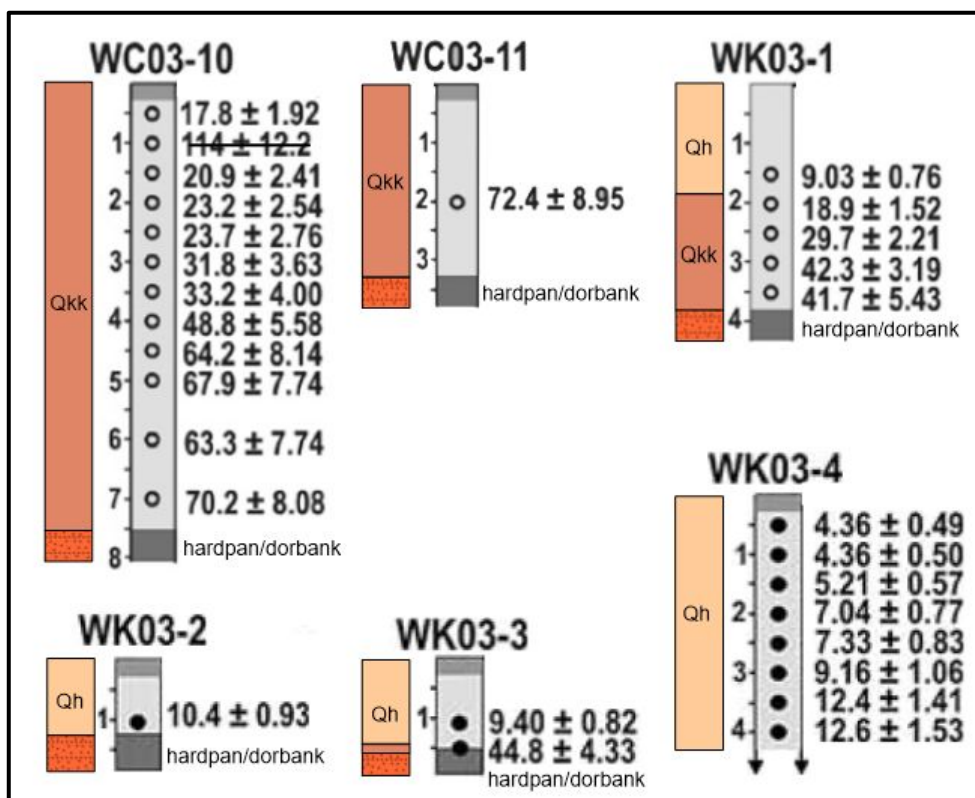 WC03-10
Qkk
17.8 ± 1.92
1
114 ± 12.2
20.9 ± 2.41
2
23.2 ± 2.54
23.7 ± 2.76
3
31.8 ± 3.63
33.2 ± 4.00
4
48.8 ± 5.58
64.2 ± 8.14
5
67.9 ± 7.74
6
63.3 ± 7.74
7
70.2 ± 8.08
hardpan/dorbank
8
WC03-11
Qkk
1
2
72.4 ± 8.95
3
hardpan/dorbank
WK03-1
Qh
Qkk
1
9.03 ± 0.76
2
18.9 ± 1.52
29.7 ± 2.21
3
42.3 ± 3.19
41.7 ± 5.43
4
hardpan/dorbank
WK03-2
Qh
1
10.4 ± 0.93
hardpan/dorbank
WK03-3
Qh
1
9.40 ± 0.82
44.8 ± 4.33
hardpan/dorbank
WK03-4
Qh
4.36 ± 0.49
1
4.36 ± 0.50
5.21 ± 0.57
2
7.04 ± 0.77
7.33 ± 0.83
3
9.16 ± 1.06
12.4 ± 1.41
4
12.6 ± 1.53